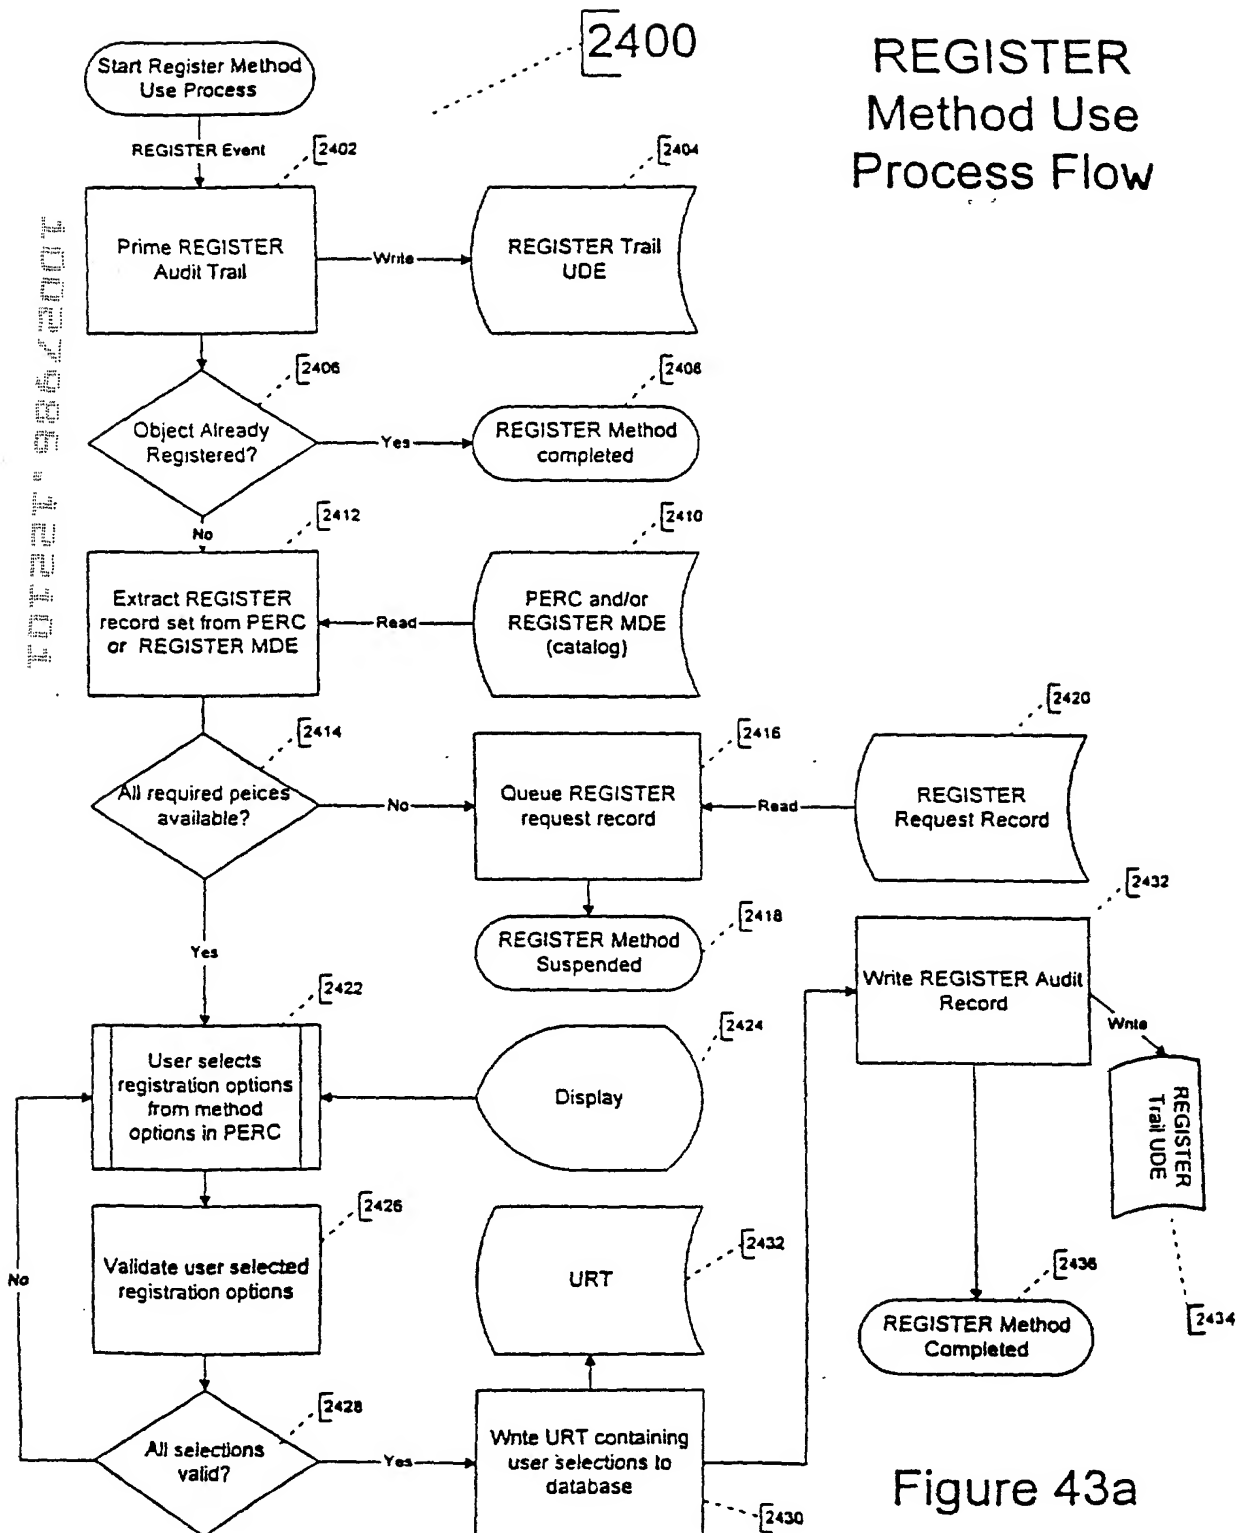 2400
REGISTER
Method Use
Process Flow
Start Register Method
Use Process
REGISTER Event
2402
2404
Prime REGISTER
Audit Trail
Write
REGISTER Trail
UDE
10027986.122101
2406
2408
Object Already
Registered?
Yes
REGISTER Method
completed
No
2412
2410
Extract REGISTER
record set from PERC
or REGISTER MDE
Read
PERC and/or
REGISTER MDE
(catalog)
2414
2416
2420
All required peices
available?
No
Queue REGISTER
request record
Read
REGISTER
Request Record
2418
2432
Yes
REGISTER Method
Suspended
Write REGISTER Audit
Record
Write
2422
2424
User selects
registration options
from method
options in PERC
Display
REGISTER
Trail UDE
2426
2432
No
Validate user selected
registration options
URT
2436
2434
REGISTER Method
Completed
2428
All selections
valid?
Yes
Write URT containing
user selections to
database
2430
Figure 43a